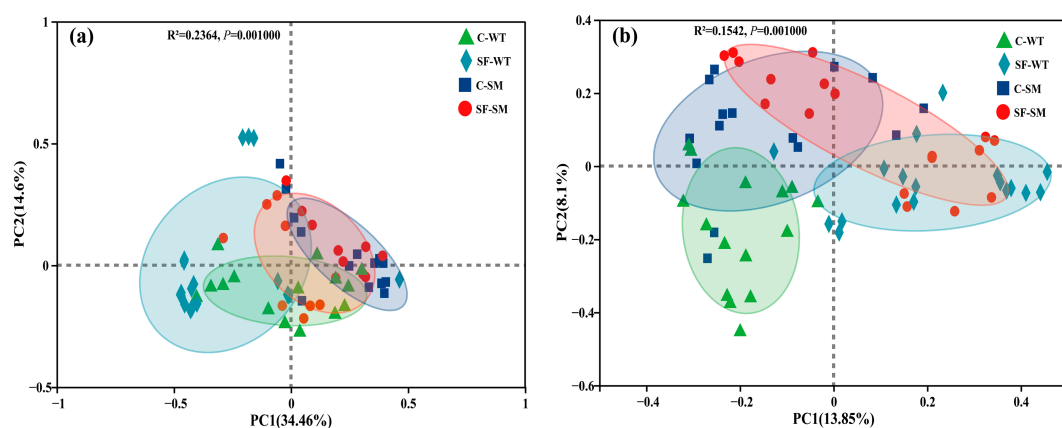 (a)
R²=0.2364, P=0.001000
C-WT
SF-WT
C-SM
SF-SM
1
0.5
0
−0.5
PC2(14.6%)
−1
−0.5
0
0.5
1
PC1(34.46%)
(b)
R²=0.1542, P=0.001000
C-WT
SF-WT
C-SM
SF-SM
0.4
0.2
0
−0.2
−0.4
−0.6
PC2(8.1%)
−0.4
−0.2
0
0.2
0.4
PC1(13.85%)